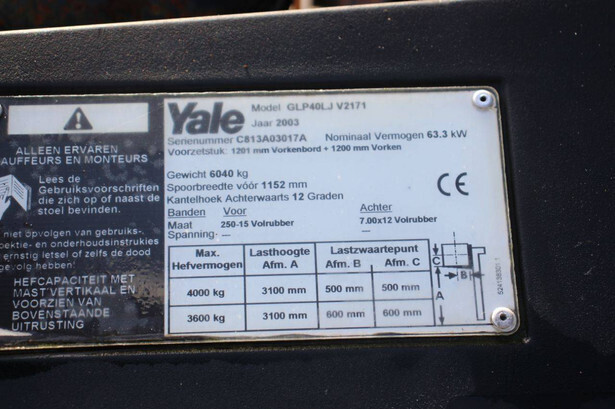 Yale
Model GLP40LJ V2171
Jaar 2003
Serienummer C813A03017A Nominaal Vermogen 63.3 kW
Voorzetstuk: 1201 mm Vorkenbord + 1200 mm Vorken
Gewicht 6040 kg
Spoorbreedte vóór 1152 mm
Kantelhoek Achterwaarts 12 Graden
Banden Voor Achter
Maat 250-15 Volrubber 7.00x12 Volrubber
Spanning· --- ---
Max. Hefvermogen Lasthoogte Afm. A Lastzwaartepunt Afm. B Afm. C
4000 kg 3100 mm 500 mm 500 mm
3600 kg 3100 mm 600 mm 600 mm
C B A
CE
ALLEEN ERVAREN
AUFFEURS EN MONTEURS
Lees de
Gebruiksvoorschriften
die zich op of naast de
stoel bevinden.
niet opvolgen van gebruiks-,
ektie- en onderhoudsinstrukies
ernstig letsel of zelfs de dood
volg hebben!
HEFCAPACITEIT MET
MAST VERTIKAAL EN
VOORZIEN VAN
BOVENSTAANDE
UITRUSTING